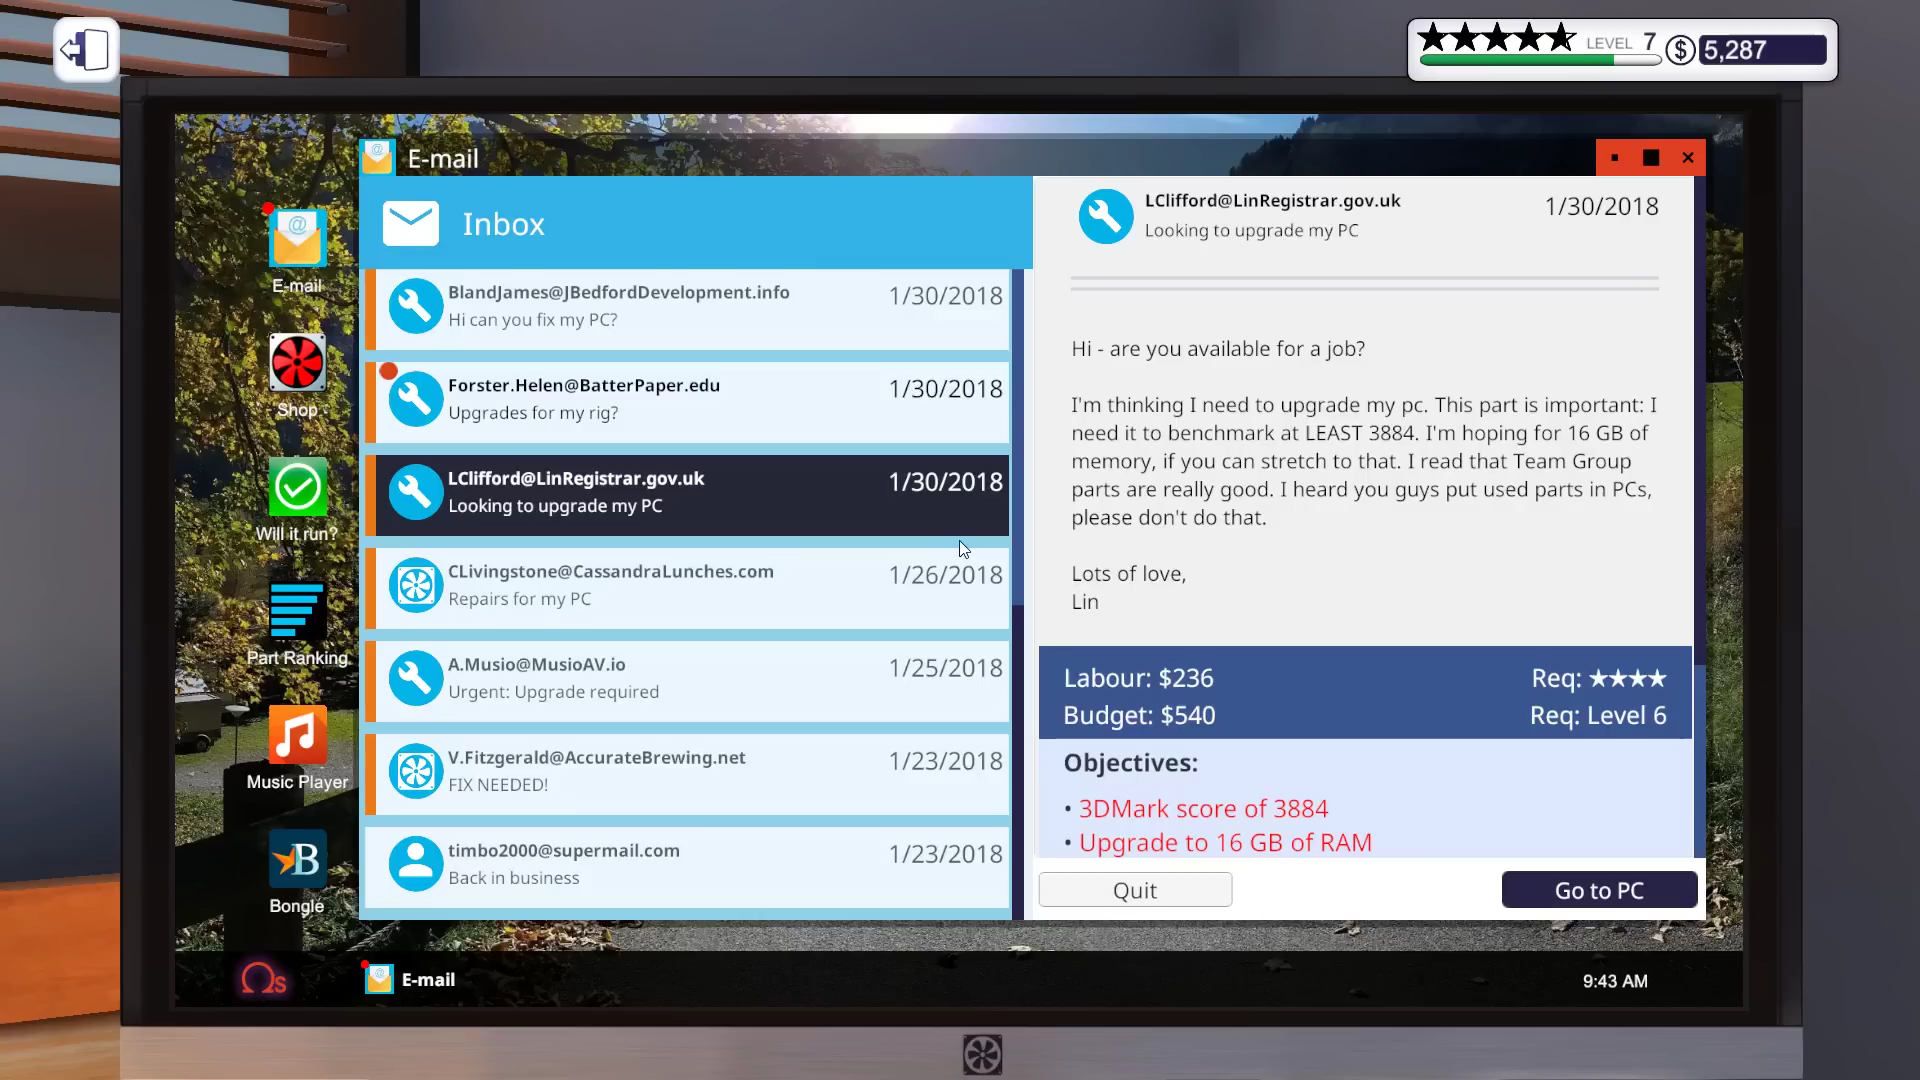 LEVEL 7
$ 5,287
E-mail
Inbox
E-mail
Shop
Will it run?
Part Ranking
Music Player
B
Bongle
BlandJames@JBedfordDevelopment.info
1/30/2018
Hi can you fix my PC?
Forster.Helen@BatterPaper.edu
1/30/2018
Upgrades for my rig?
LClifford@LinRegistrar.gov.uk
1/30/2018
Looking to upgrade my PC
CLivingstone@CassandraLunches.com
1/26/2018
Repairs for my PC
A.Musio@MusioAV.io
1/25/2018
Urgent: Upgrade required
V.Fitzgerald@AccurateBrewing.net
1/23/2018
FIX NEEDED!
timbo2000@supermail.com
1/23/2018
Back in business
LClifford@LinRegistrar.gov.uk
1/30/2018
Looking to upgrade my PC
Hi - are you available for a job?
I'm thinking I need to upgrade my pc. This part is important: I
need it to benchmark at LEAST 3884. I'm hoping for 16 GB of
memory, if you can stretch to that. I read that Team Group
parts are really good. I heard you guys put used parts in PCs,
please don't do that.
Lots of love,
Lin
Labour: $236
Req: ★★★★
Budget: $540
Req: Level 6
Objectives:
• 3DMark score of 3884
• Upgrade to 16 GB of RAM
Quit
Go to PC
Ωs
E-mail
9:43 AM